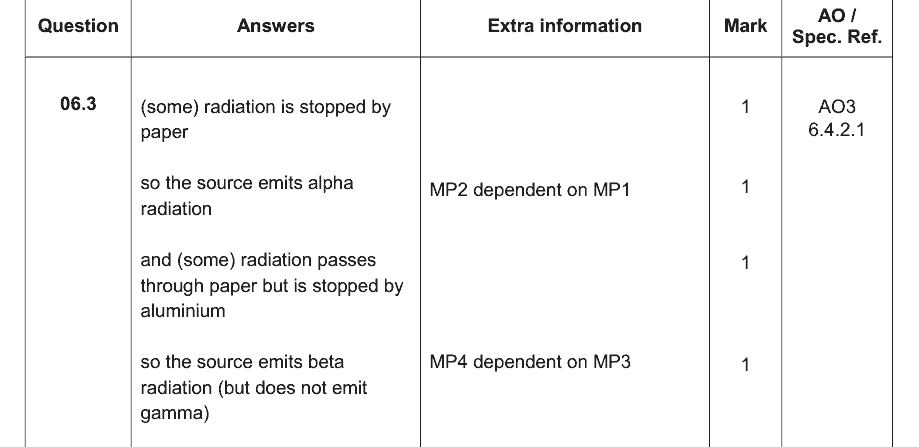 Question Answers Extra information Mark AO /
Spec. Ref.
06.3 (some) radiation is stopped by 1 AO3
paper 6.4.2.1
so the source emits alpha MP2 dependent on MP1 1
radiation
and (some) radiation passes 1
through paper but is stopped by
aluminium
so the source emits beta MP4 dependent on MP3 1
radiation (but does not emit
gamma)